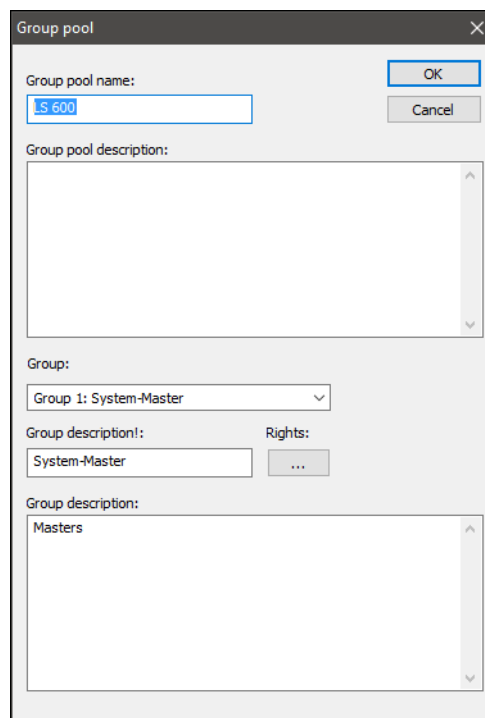 Group pool
Group pool name:
OK
LS 600
Cancel
Group pool description:
Group:
Group 1: System-Master
Group description!:
Rights:
System-Master
...
Group description:
Masters